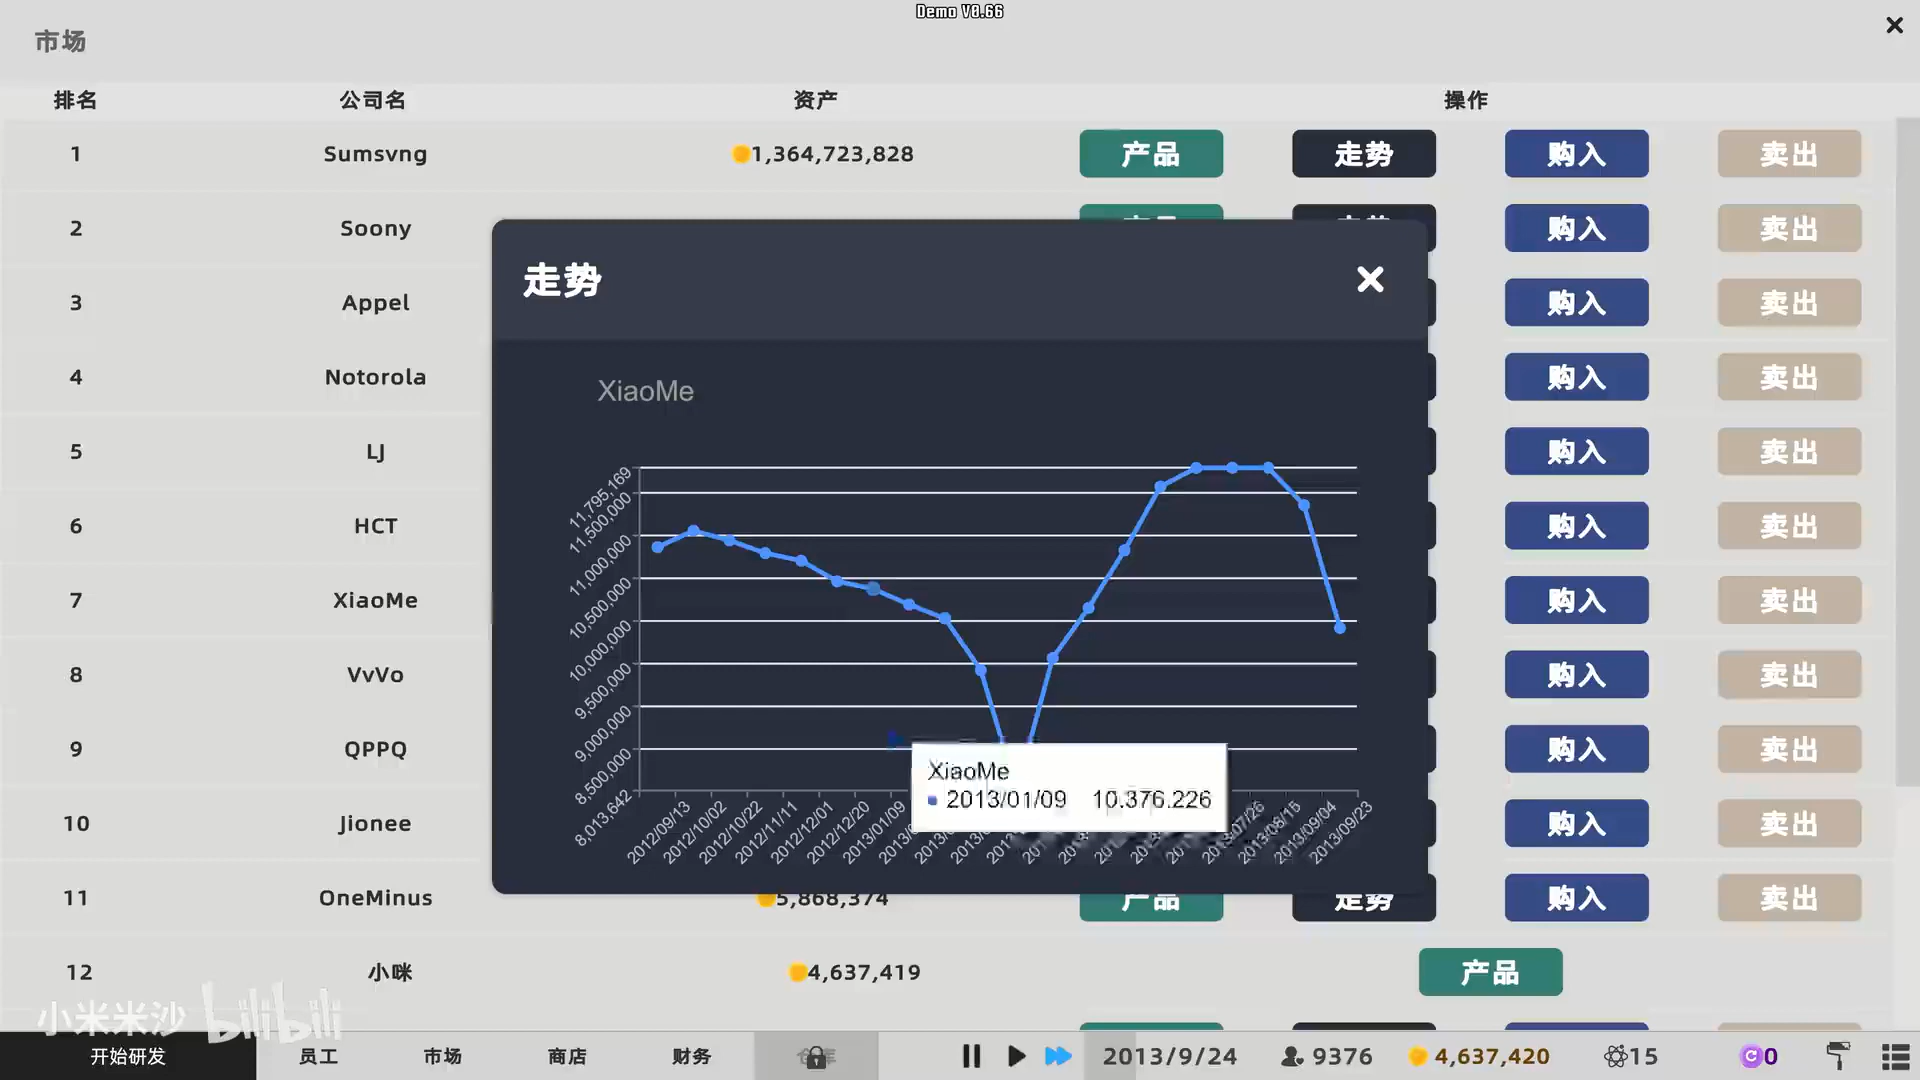 Demo V0.66
市场
排名 公司名 资产 操作
1 Sumsvng 1,364,723,828 产品 走势 购入 卖出
2 Soony 购入 卖出
3 Appel 购入 卖出
4 Notorola 购入 卖出
5 LJ 购入 卖出
6 HCT 购入 卖出
7 XiaoMe 购入 卖出
8 VvVo 购入 卖出
9 QPPQ 购入 卖出
10 Jionee 购入 卖出
11 OneMinus 5,868,374 产品 走势 购入 卖出
12 小咪 4,637,419 产品
走势
XiaoMe
11,795,169
11,500,000
11,000,000
10,500,000
10,000,000
9,500,000
9,000,000
8,500,000
8,013,642
2012/09/13 2012/10/02 2012/10/22 2012/11/11 2012/12/01 2012/12/20 2013/01/09 2013/08/15 2013/09/04 2013/09/23
XiaoMe
2013/01/09 10,376,226
小米米沙 bilibili
开始研发 员工 市场 商店 财务 2013/9/24 9376 4,637,420 15 0